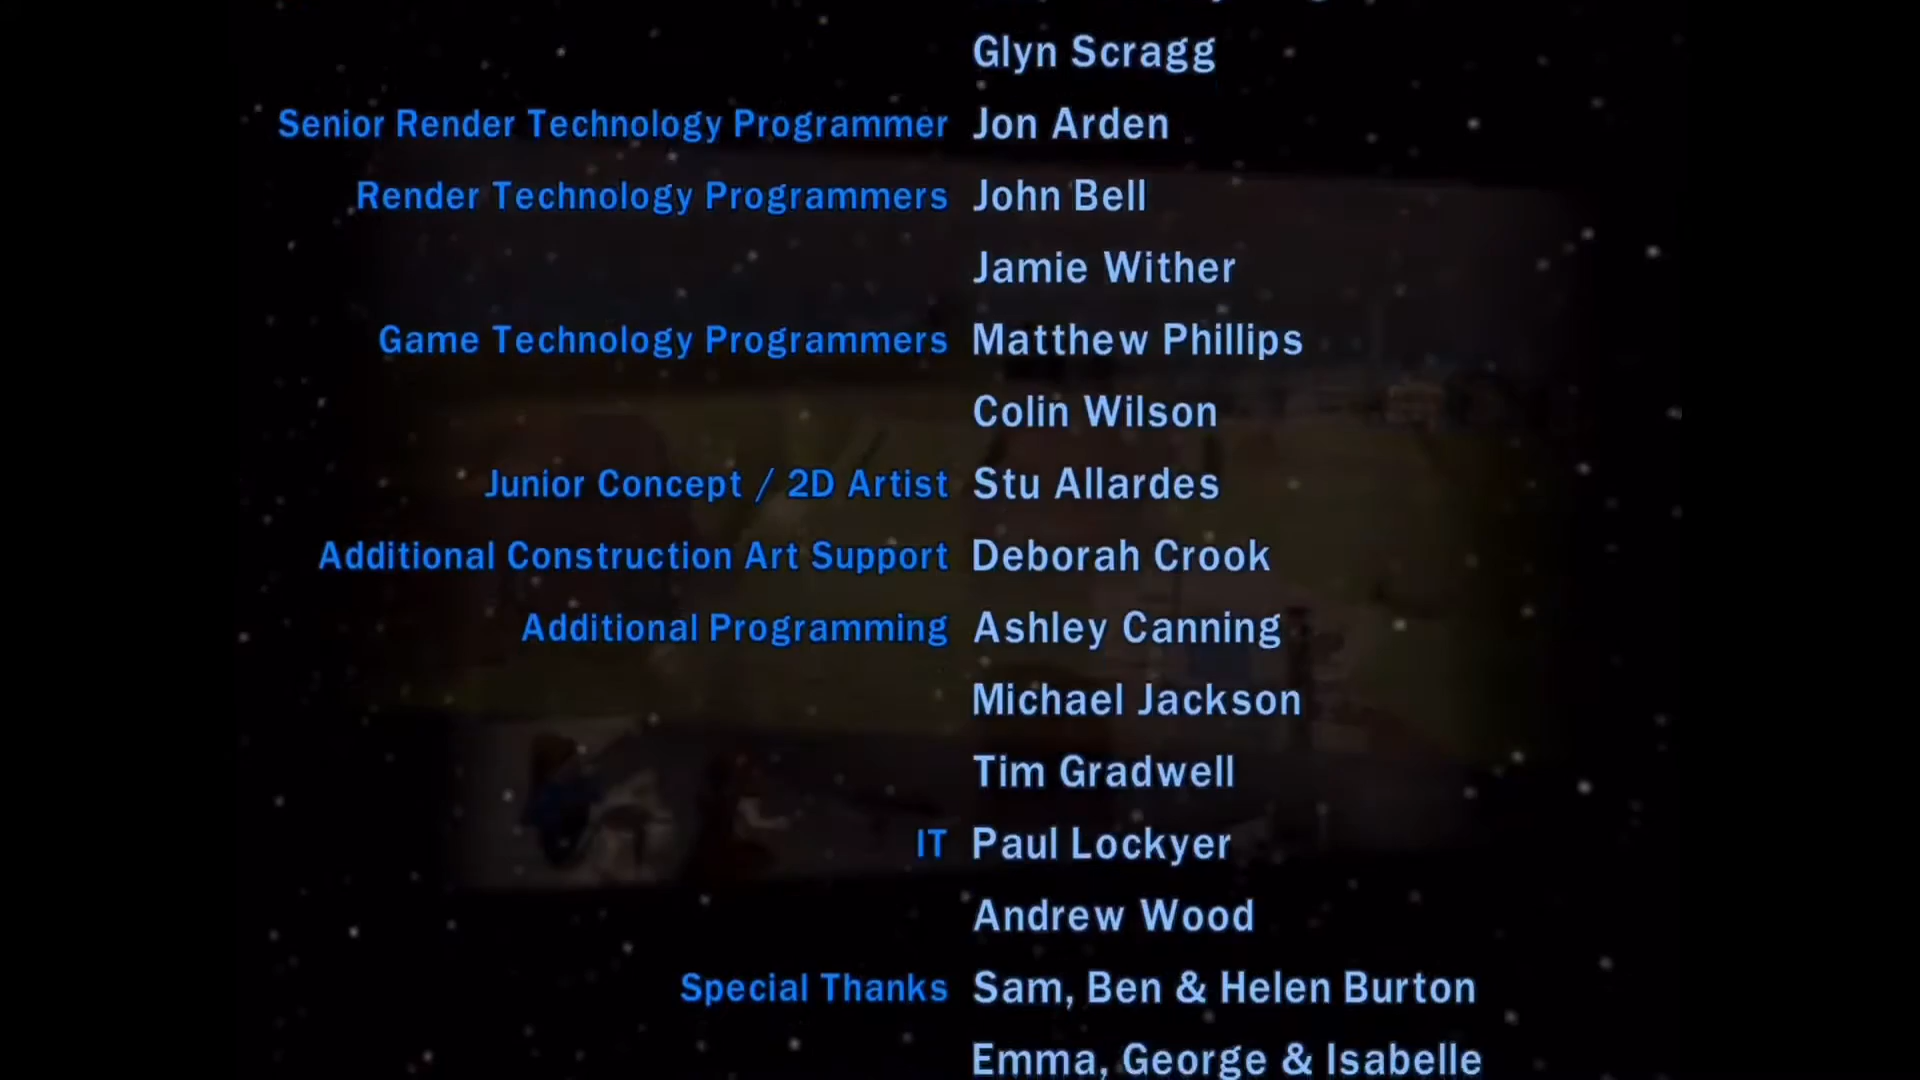 Glyn Scragg
Senior Render Technology Programmer Jon Arden
Render Technology Programmers John Bell
Jamie Wither
Game Technology Programmers Matthew Phillips
Colin Wilson
Junior Concept / 2D Artist Stu Allardes
Additional Construction Art Support Deborah Crook
Additional Programming Ashley Canning
Michael Jackson
Tim Gradwell
IT Paul Lockyer
Andrew Wood
Special Thanks Sam, Ben & Helen Burton
Emma, George & Isabelle